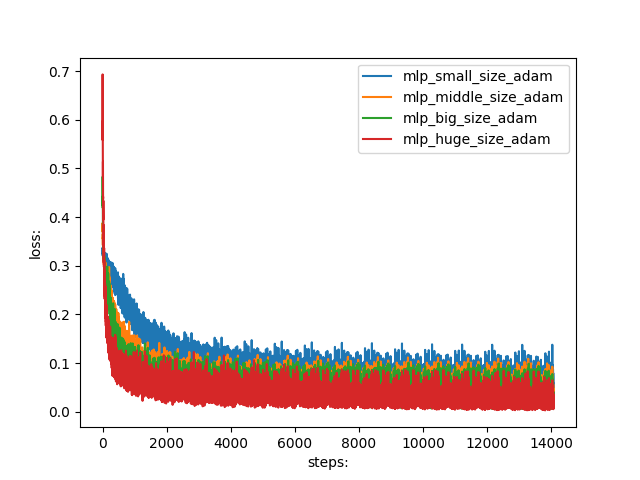 mlp_small_size_adam
mlp_middle_size_adam
mlp_big_size_adam
mlp_huge_size_adam
0.7
0.6
0.5
0.4
0.3
0.2
0.1
0.0
loss:
0 2000 4000 6000 8000 10000 12000 14000
steps: